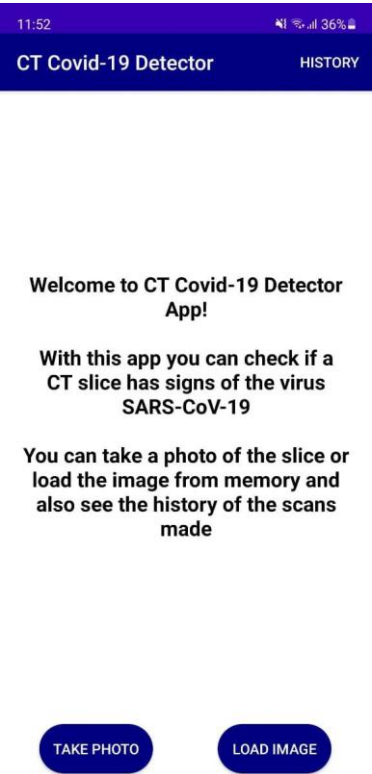 11:52 36%
CT Covid-19 Detector HISTORY
Welcome to CT Covid-19 Detector
App!
With this app you can check if a
CT slice has signs of the virus
SARS-CoV-19
You can take a photo of the slice or
load the image from memory and
also see the history of the scans
made
TAKE PHOTO LOAD IMAGE